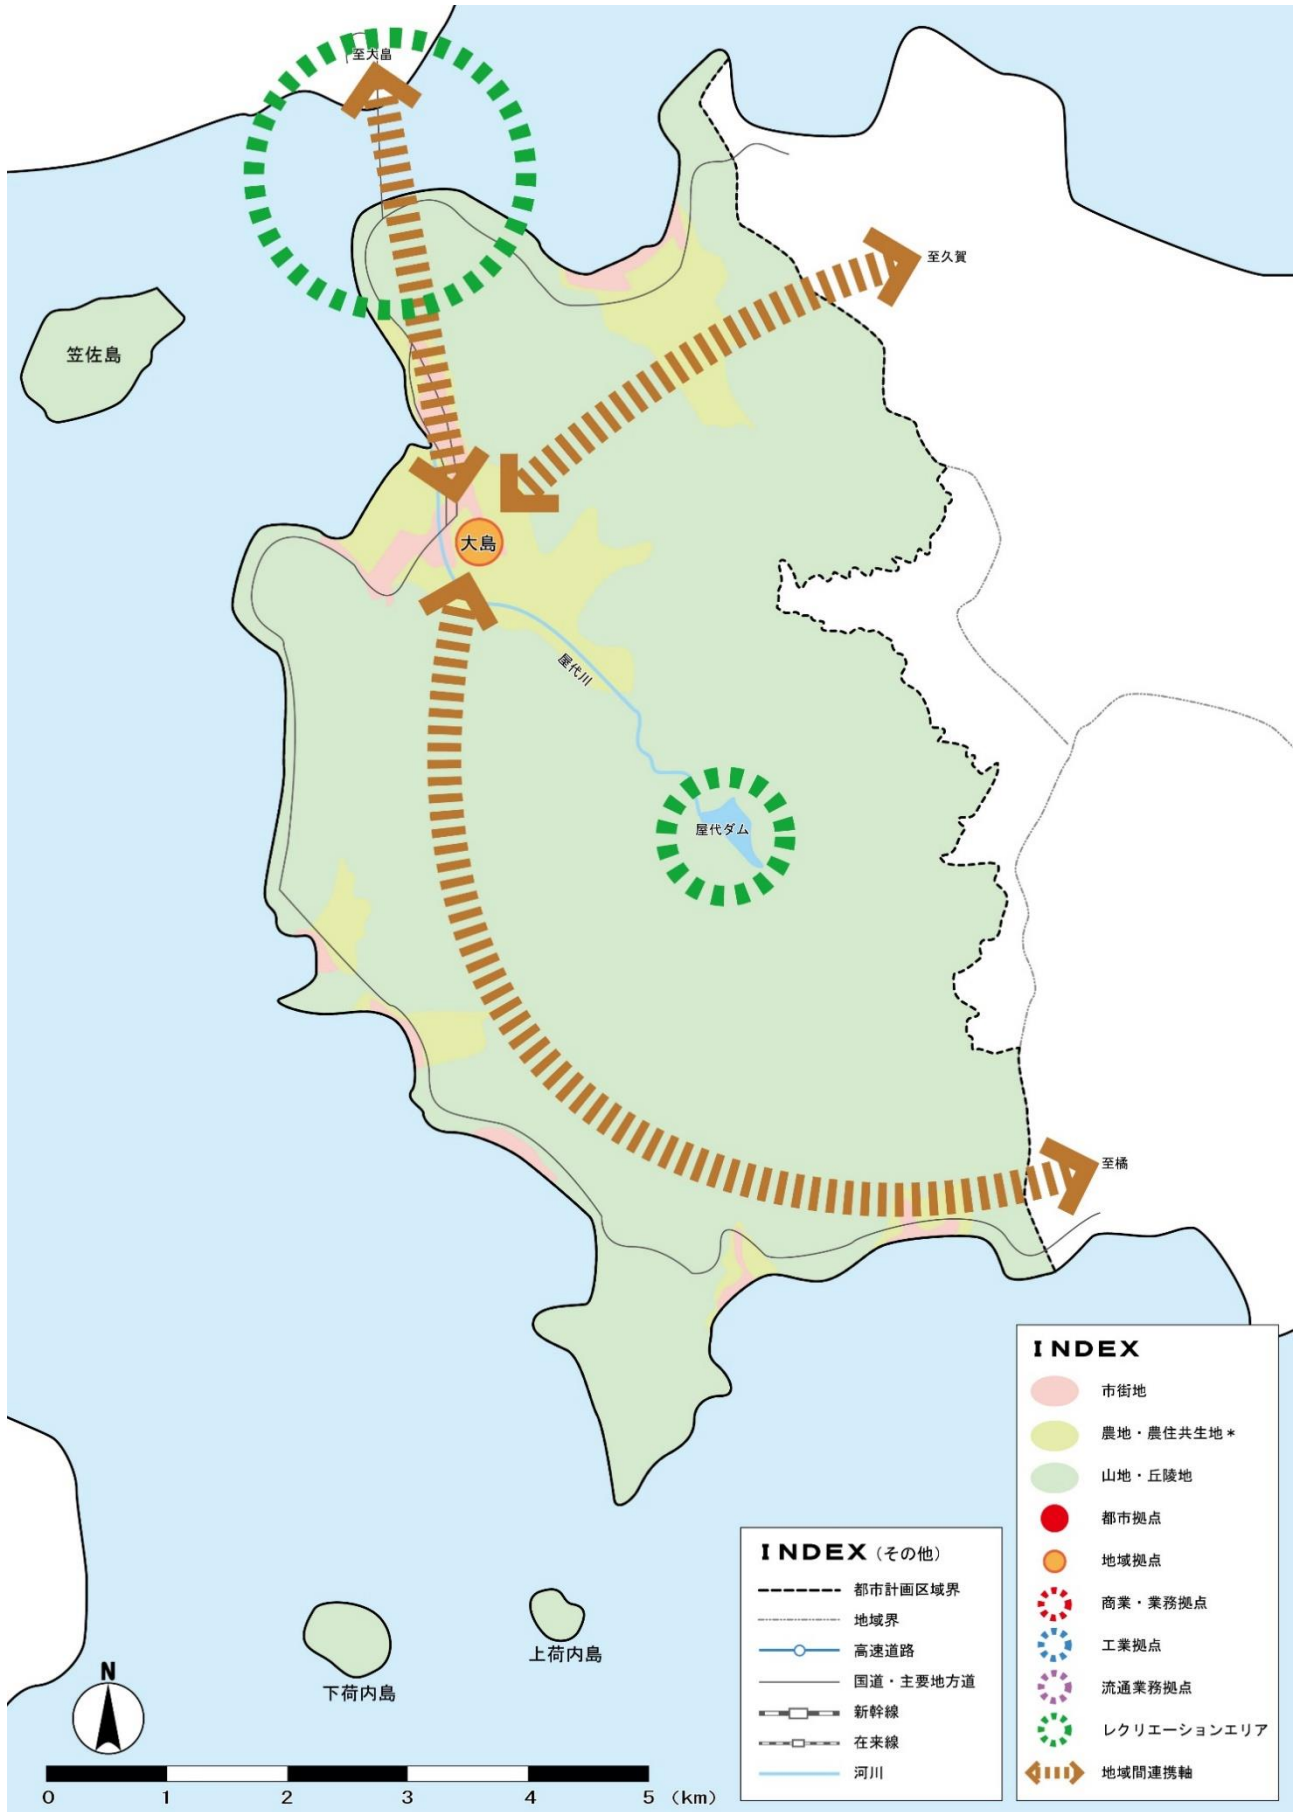 至大畠
至久賀
笠佐島
大島
屋代川
屋代ダム
至橘
上荷内島
下荷内島
N
0 1 2 3 4 5 (km)
INDEX
市街地
農地・農住共生地*
山地・丘陵地
都市拠点
地域拠点
商業・業務拠点
工業拠点
流通業務拠点
レクリエーションエリア
地域間連携軸
INDEX(その他)
都市計画区域界
地域界
高速道路
国道・主要地方道
新幹線
在来線
河川